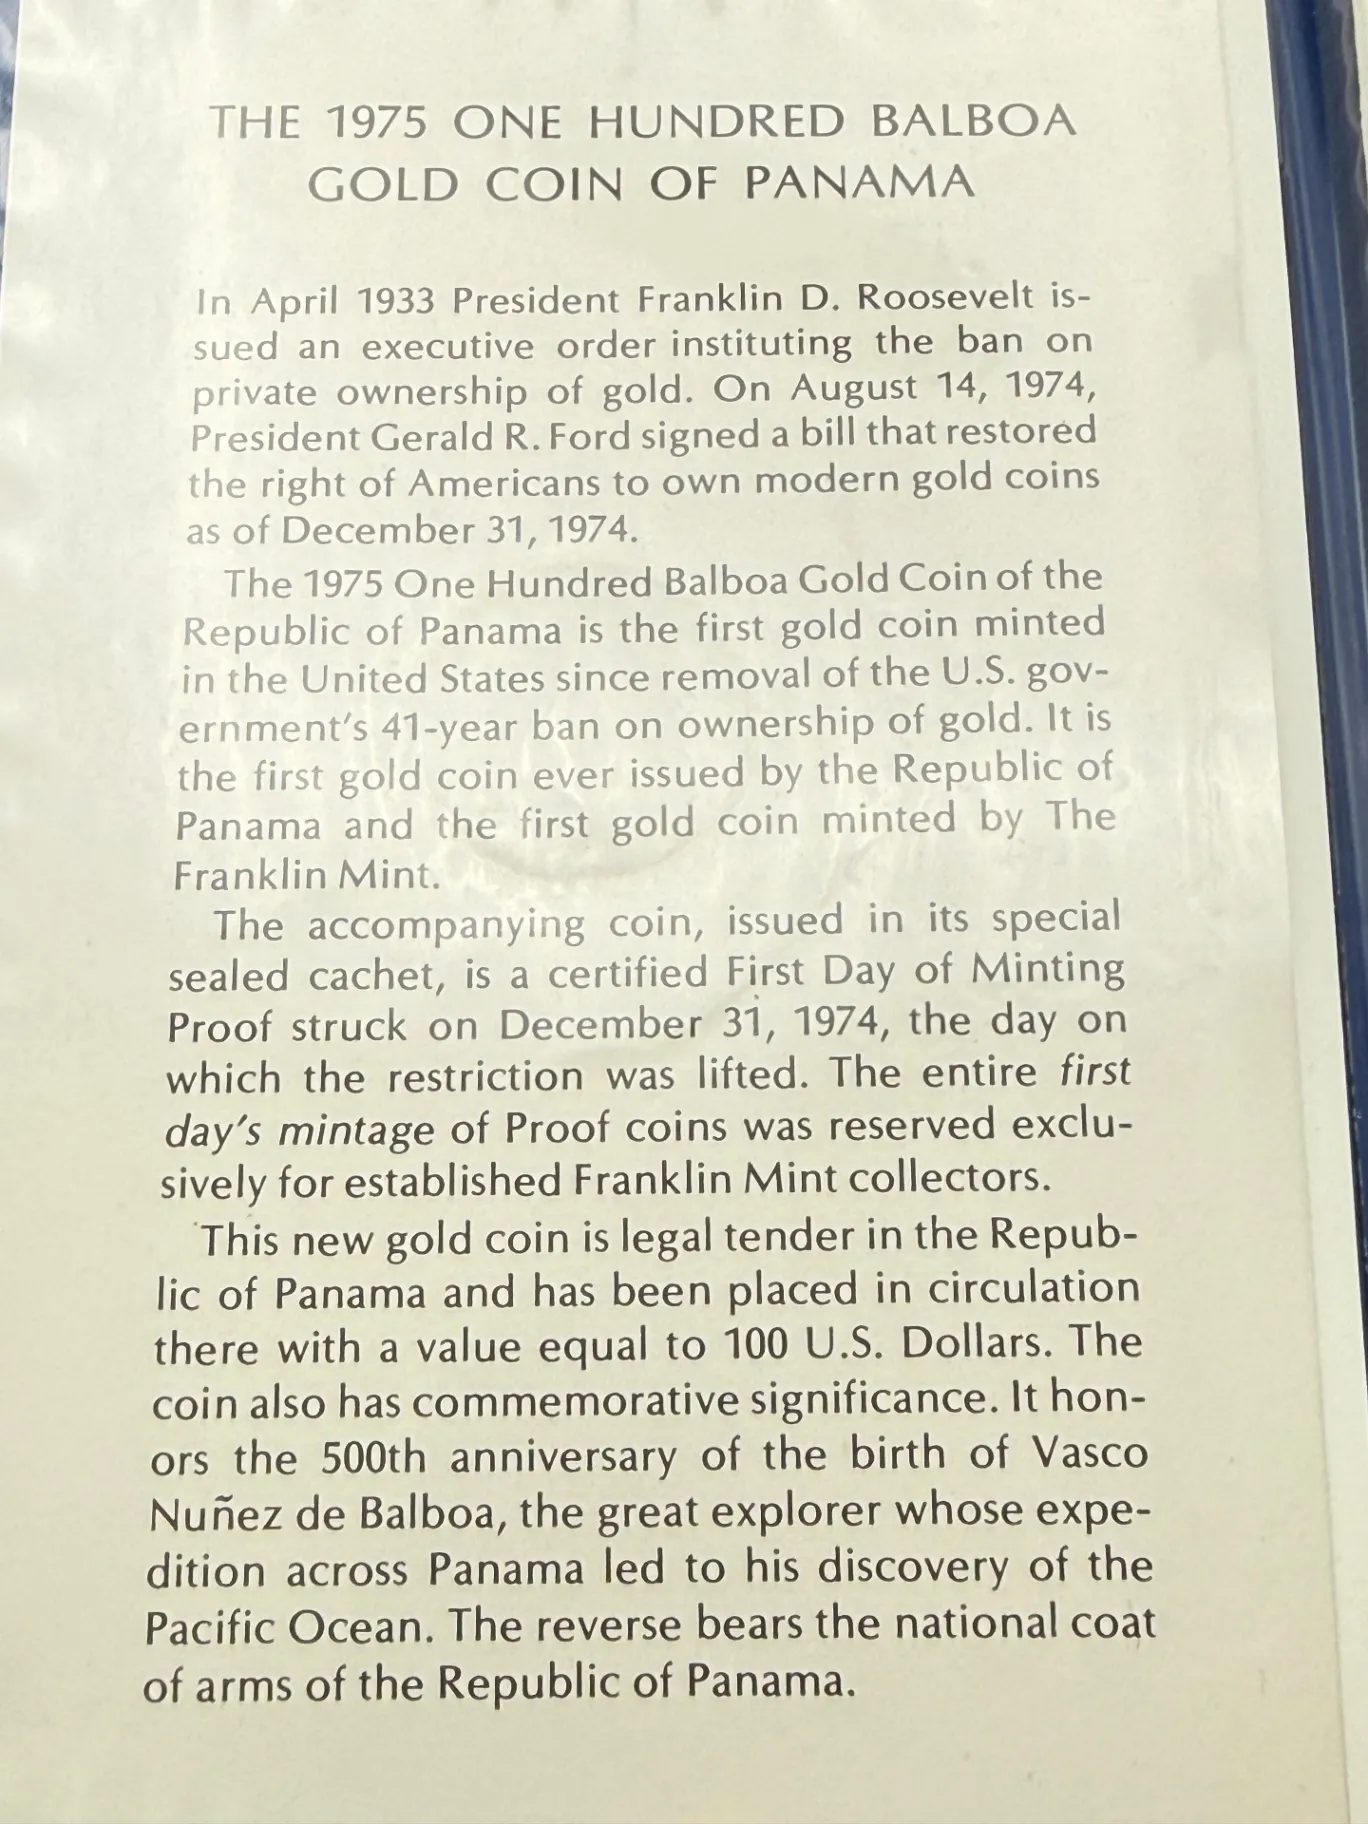 THE 1975 ONE HUNDRED BALBOA
GOLD COIN OF PANAMA
In April 1933 President Franklin D. Roosevelt is-
sued an executive order instituting the ban on
private ownership of gold. On August 14, 1974,
President Gerald R. Ford signed a bill that restored
the right of Americans to own modern gold coins
as of December 31, 1974.
The 1975 One Hundred Balboa Gold Coin of the
Republic of Panama is the first gold coin minted
in the United States since removal of the U.S. gov-
ernment's 41-year ban on ownership of gold. It is
the first gold coin ever issued by the Republic of
Panama and the first gold coin minted by The
Franklin Mint.
The accompanying coin, issued in its special
sealed cachet, is a certified First Day of Minting
Proof struck on December 31, 1974, the day on
which the restriction was lifted. The entire first
day's mintage of Proof coins was reserved exclu-
sively for established Franklin Mint collectors.
This new gold coin is legal tender in the Repub-
lic of Panama and has been placed in circulation
there with a value equal to 100 U.S. Dollars. The
coin also has commemorative significance. It hon-
ors the 500th anniversary of the birth of Vasco
Nuñez de Balboa, the great explorer whose expe-
dition across Panama led to his discovery of the
Pacific Ocean. The reverse bears the national coat
of arms of the Republic of Panama.